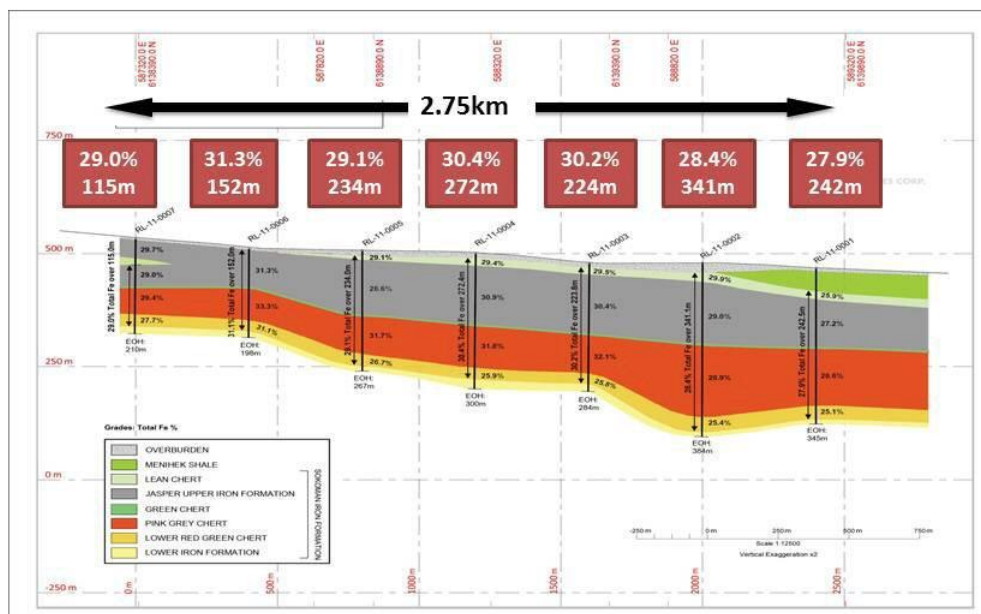 587320.0 E
6138390.0 N
587820.0 E
6138890.0 N
588320.0 E
6139390.0 N
588820.0 E
589320.0 E
6139890.0 N
2.75km
750 m
29.0%
115m
31.3%
152m
29.1%
234m
30.4%
272m
30.2%
224m
28.4%
341m
27.9%
242m
ES CORP.
RL-11-0007
RL-11-0006
RL-11-0005
RL-11-0004
RL-11-0003
RL-11-0002
RL-11-0001
500 m
500 m
29.0% Total Fe over 115.0m
29.7%
29.4%
27.7%
EOH:
210m
31.1% Total Fe over 152.0m
31.3%
33.3%
31.1%
EOH:
198m
29.1% Total Fe over 234.0m
29.1%
31.7%
26.7%
EOH:
267m
30.4% Total Fe over 272.4m
29.4%
30.9%
31.8%
25.9%
EOH:
300m
30.2% Total Fe over 223.8m
29.5%
30.4%
32.1%
25.8%
EOH:
284m
28.4% Total Fe over 341.1m
29.9%
29.0%
28.9%
25.4%
EOH:
384m
27.9% Total Fe over 242.5m
25.9%
27.2%
28.6%
25.1%
EOH:
345m
250 m
250 m
Grades: Total Fe %
OVERBURDEN
MENIHEK SHALE
LEAN CHERT
JASPER UPPER IRON FORMATION
GREEN CHERT
PINK GREY CHERT
LOWER RED GREEN CHERT
LOWER IRON FORMATION
SOKOMAN IRON FORMATION
0 m
0 m
-250 m
0 m
250 m
500 m
750 m
Scale 1:12500
Vertical Exaggeration x2
-250 m
-250 m
0m
500 m
1000 m
1500 m
2000 m
2500 m